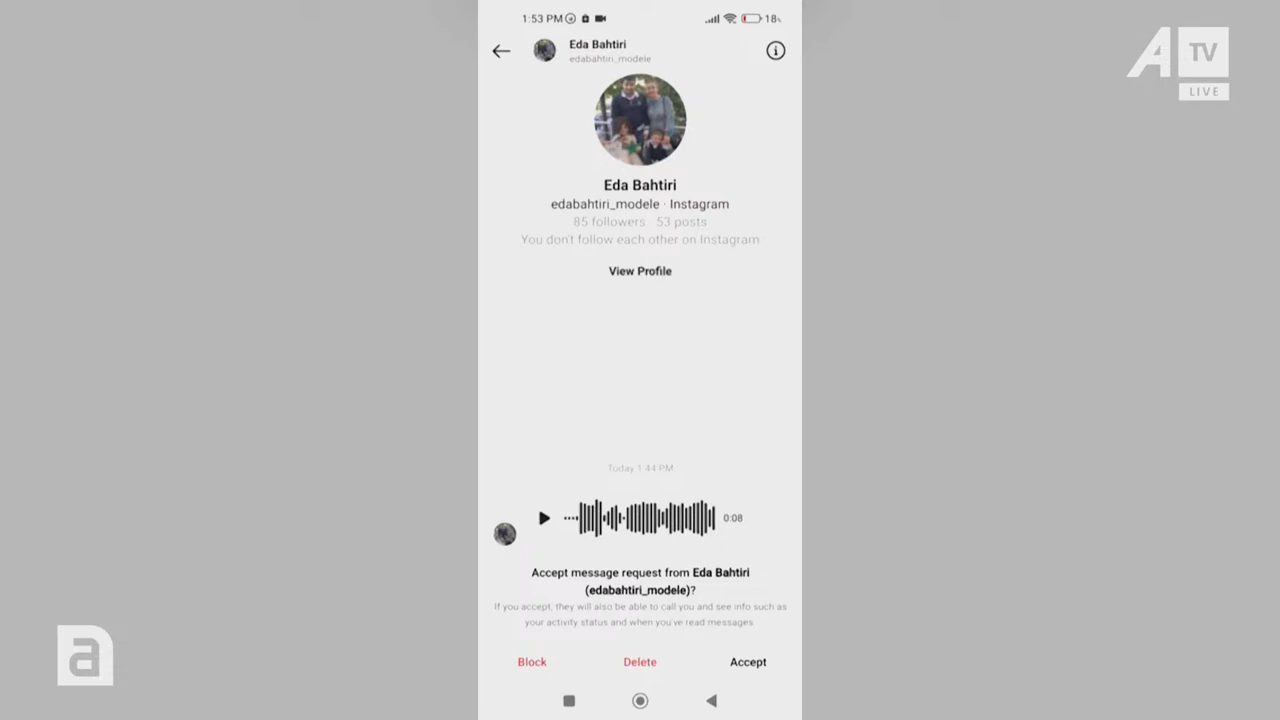 1:53 PM
18%
Eda Bahtiri
edabahtiri_modele
A TV
LIVE
Eda Bahtiri
edabahtiri_modele · Instagram
85 followers 53 posts
You don't follow each other on Instagram
View Profile
Today 1:44 PM
0:08
Accept message request from Eda Bahtiri
(edabahtiri_modele)?
If you accept, they will also be able to call you and see info such as
your activity status and when you've read messages
Block Delete Accept
a